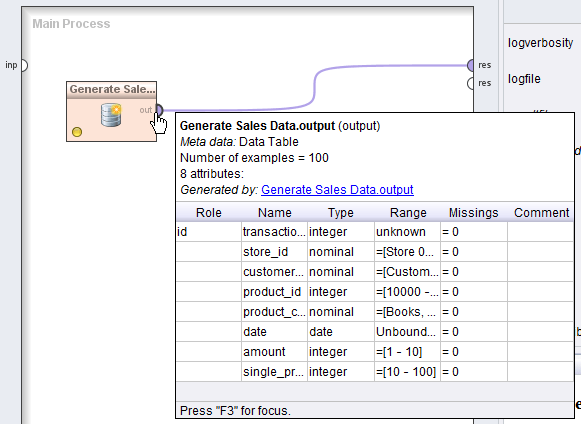 Main Process
inp
res
res
logverbosity
logfile
Generate Sale...
out
Generate Sales Data.output (output)
Meta data: Data Table
Number of examples = 100
8 attributes:
Generated by: Generate Sales Data.output
Role Name Type Range Missings Comment
id transactio... integer unknown = 0
store_id nominal =[Store 0... = 0
customer... nominal =[Custom... = 0
product_id integer =[10000 -... = 0
product_c... nominal =[Books, ... = 0
date date Unbound... = 0
amount integer =[1 - 10] = 0
single_pr... integer =[10 - 100] = 0
Press "F3" for focus.